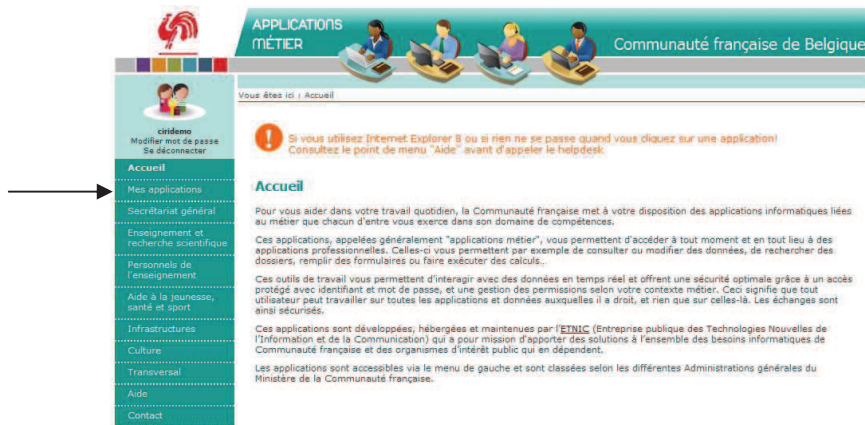 APPLICATIONS
MÉTIER
Communauté française de Belgique
Vous êtes ici : Accueil
ciridemo
Modifier mot de passe
Se déconnecter
Accueil
Mes applications
Secrétariat général
Enseignement et
recherche scientifique
Personnels de
l'enseignement
Aide à la jeunesse,
santé et sport
Infrastructures
Culture
Transversal
Aide
Contact
Si vous utilisez Internet Explorer 8 ou si rien ne se passe quand vous cliquez sur une application!
Consultez le point de menu "Aide" avant d'appeler le helpdesk
Accueil
Pour vous aider dans votre travail quotidien, la Communauté française met à votre disposition des applications informatiques liées
au métier que chacun d'entre vous exerce dans son domaine de compétences.
Ces applications, appelées généralement "applications métier", vous permettent d'accéder à tout moment et en tout lieu à des
applications professionnelles. Celles-ci vous permettent par exemple de consulter ou modifier des données, de rechercher des
dossiers, remplir des formulaires ou faire exécuter des calculs..
Ces outils de travail vous permettent d'interagir avec des données en temps réel et offrent une sécurité optimale grâce à un accès
protégé avec identifiant et mot de passe, et une gestion des permissions selon votre contexte métier. Ceci signifie que tout
utilisateur peut travailler sur toutes les applications et données auxquelles il a droit, et rien que sur celles-là. Les échanges sont
ainsi sécurisés.
Ces applications sont développées, hébergées et maintenues par l'ETNIC (Entreprise publique des Technologies Nouvelles de
l'Information et de la Communication) qui a pour mission d'apporter des solutions à l'ensemble des besoins informatiques de
Communauté française et des organismes d'intérêt public qui en dépendent.
Les applications sont accessibles via le menu de gauche et sont classées selon les différentes Administrations générales du
Ministère de la Communauté française.